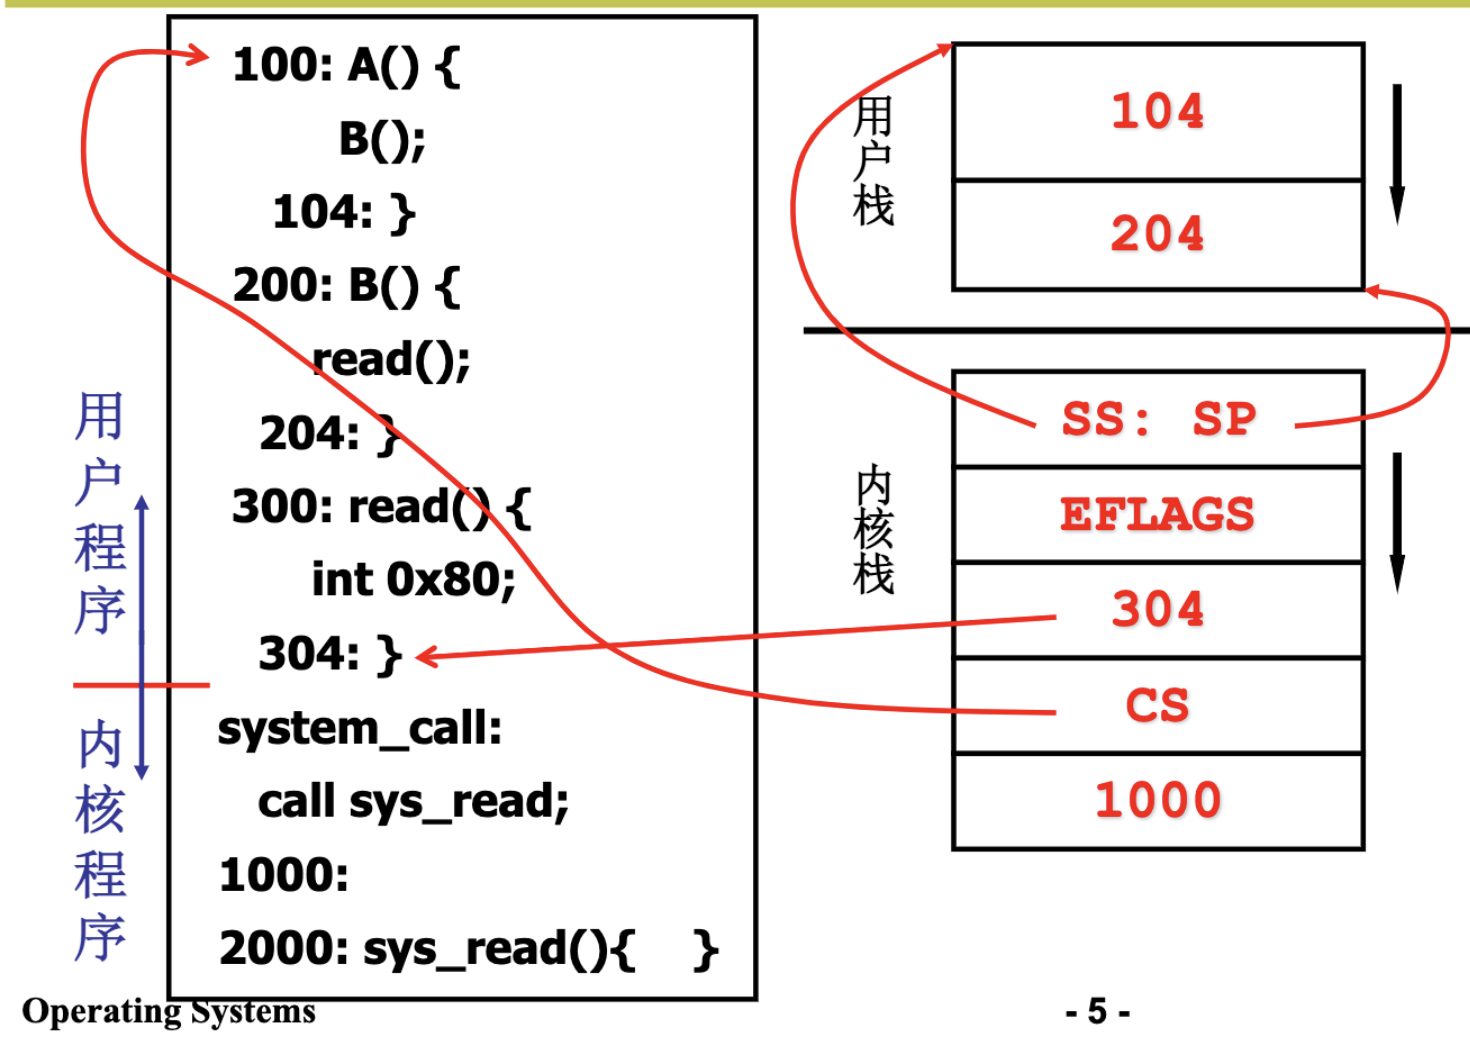 100: A() {
B();
104: }
200: B() {
read();
204: }
300: read() {
int 0x80;
304: }
system_call:
call sys_read;
1000:
2000: sys_read(){ }
用户程序
内核程序
用户栈
104
204
内核栈
SS: SP
EFLAGS
304
CS
1000
Operating Systems
- 5 -